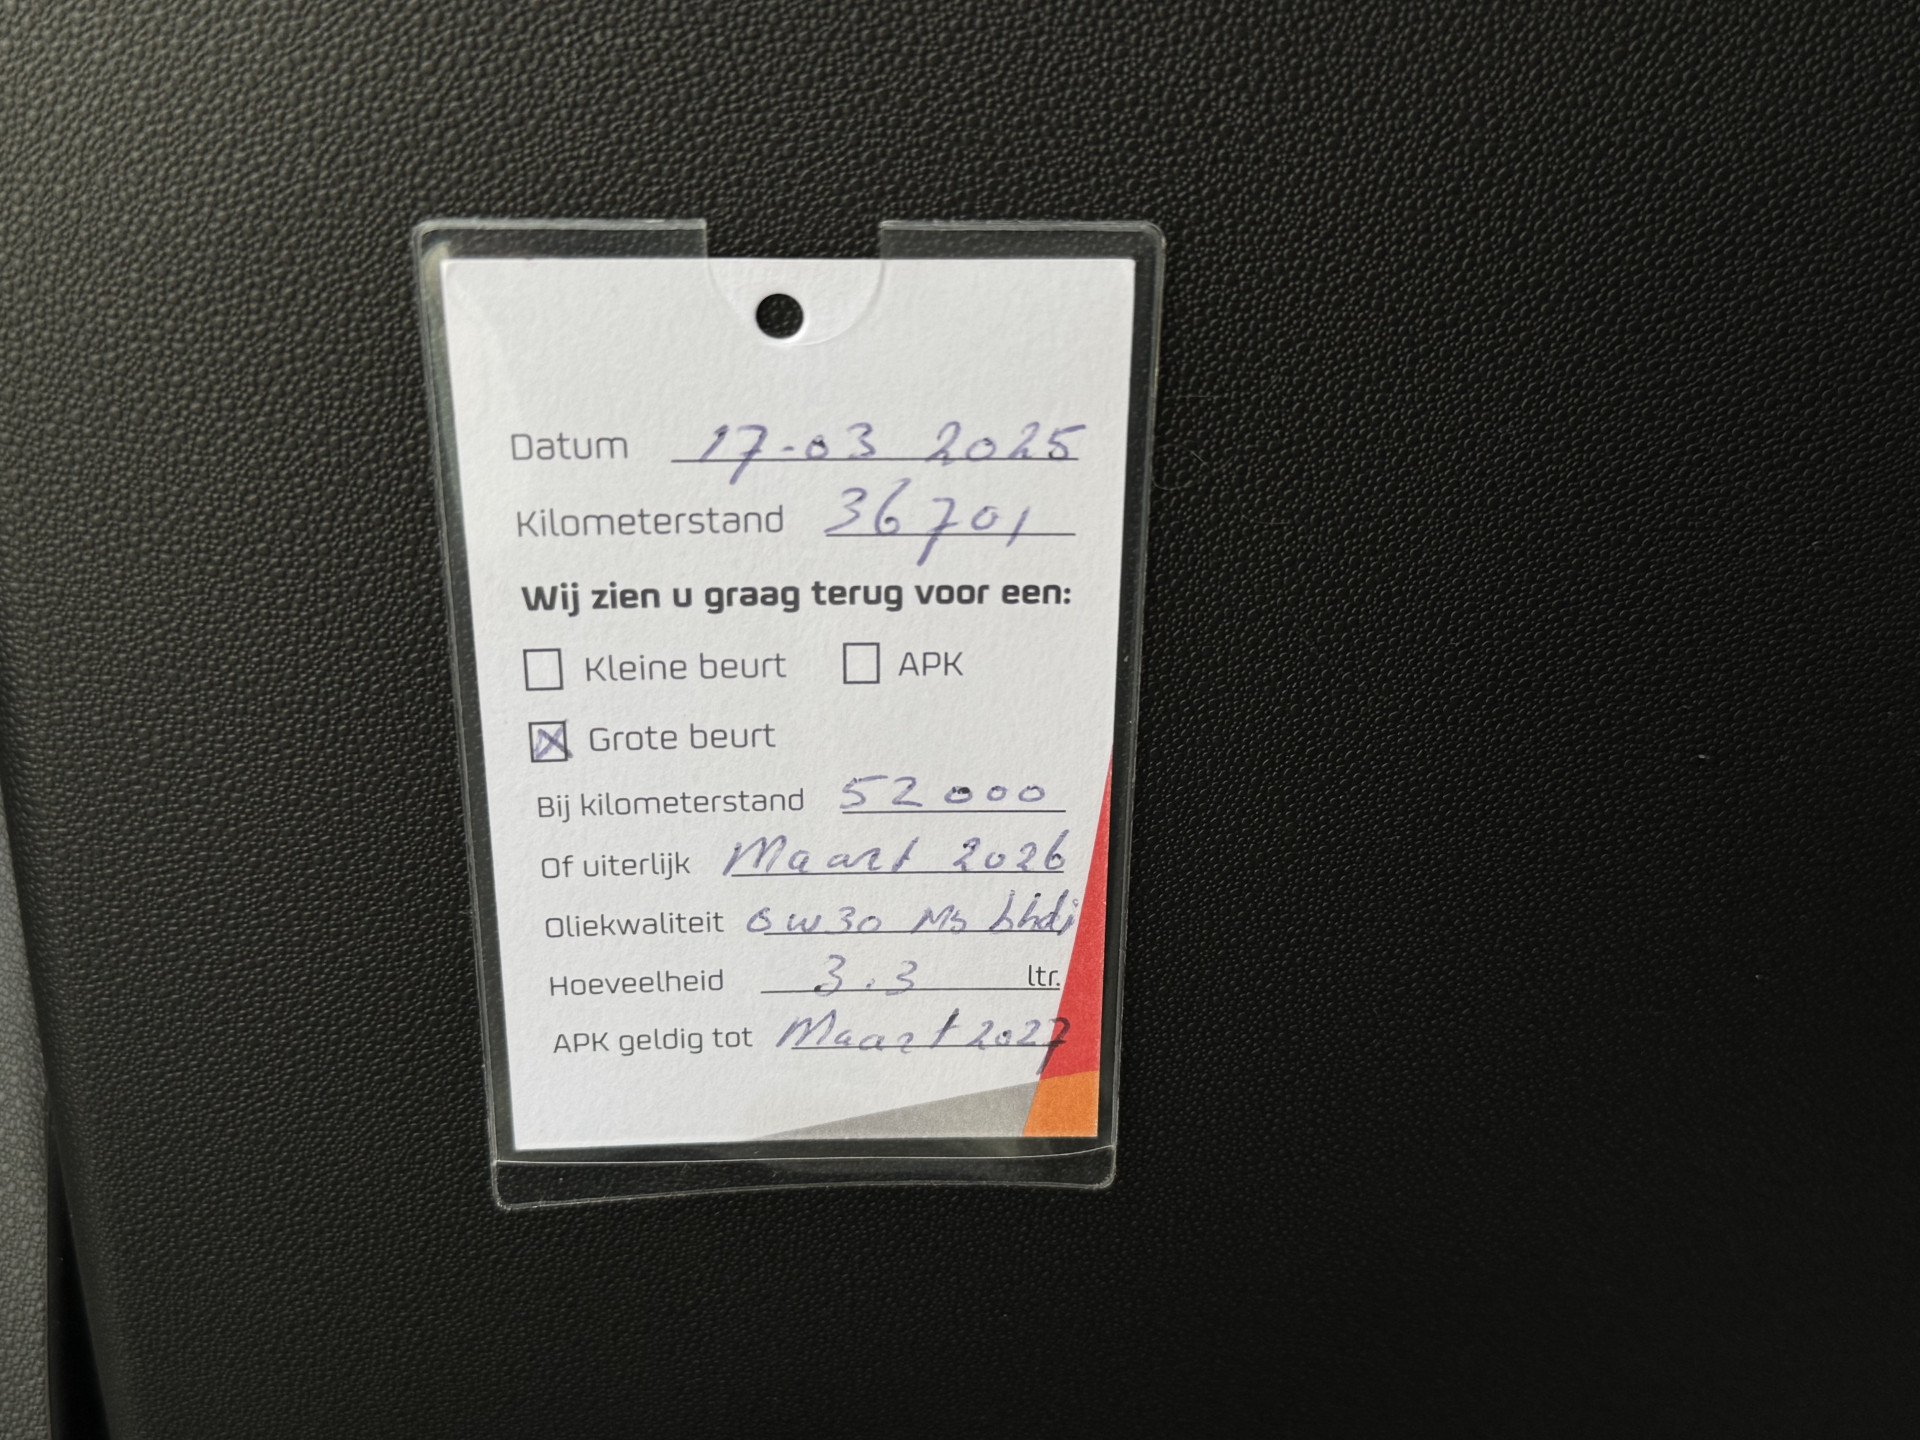 Datum 17-03 2025
Kilometerstand 36701
Wij zien u graag terug voor een:
Kleine beurt APK
Grote beurt
Bij kilometerstand 52000
Of uiterlijk Maart 2026
Oliekwaliteit 0W30
Hoeveelheid 3.3 ltr.
APK geldig tot Maart 2027